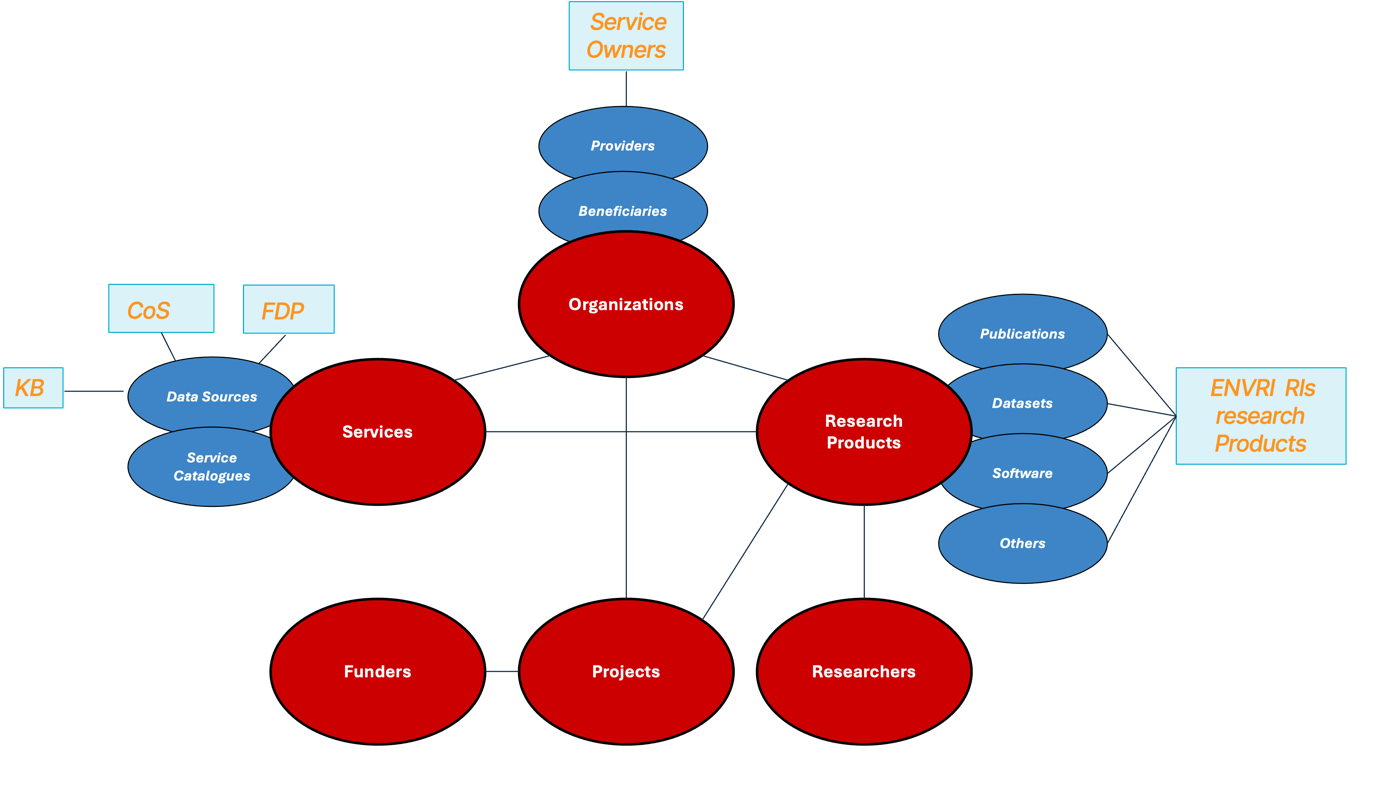 Service
Owners
Providers
Beneficiaries
Organizations
CoS
FDP
KB
Data Sources
Service
Catalogues
Services
Research
Products
Publications
Datasets
Software
Others
ENVRI RIs
research
Products
Funders
Projects
Researchers